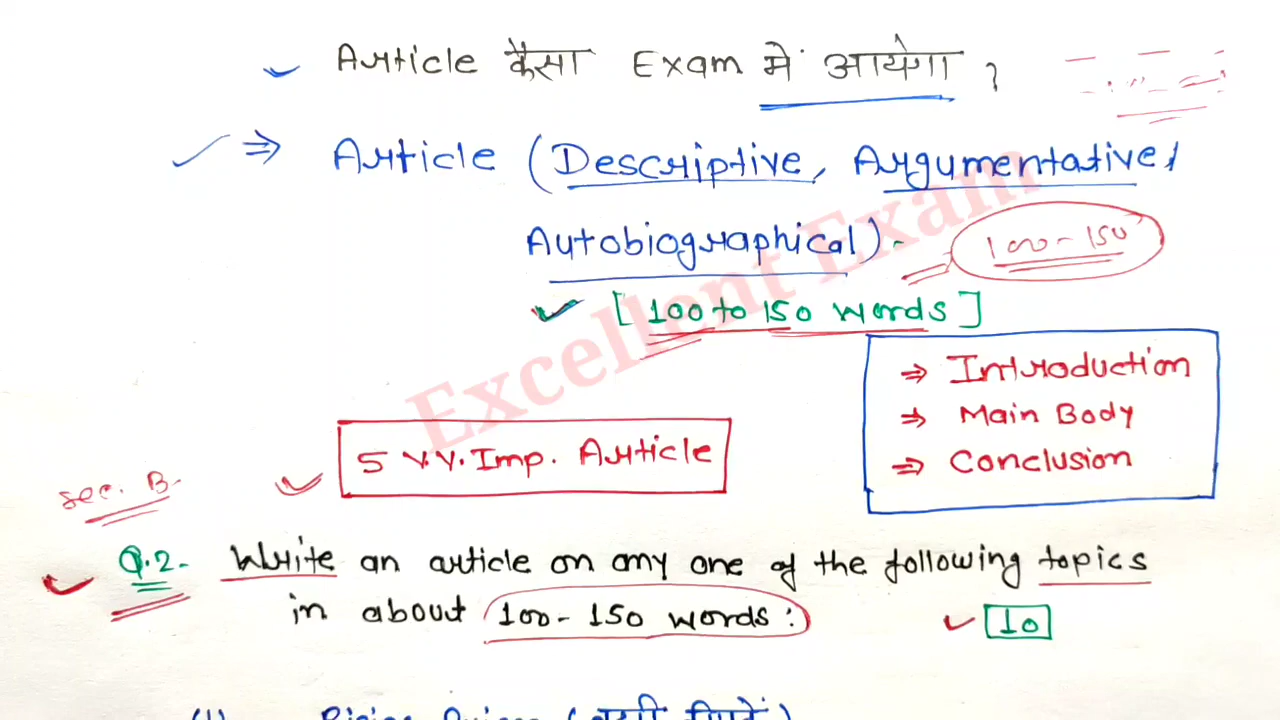 Article कैसा Exam में आयेगा ?
⇒ Article (Descriptive, Argumentative,
Autobiographical).
100-150
[100 to 150 words]
⇒ Introduction
⇒ Main Body
⇒ Conclusion
5 V.V. Imp. Article
Excellent Exam
Sec. B.
Q.2- Write an article on any one of the following topics
in about 100-150 words: 10